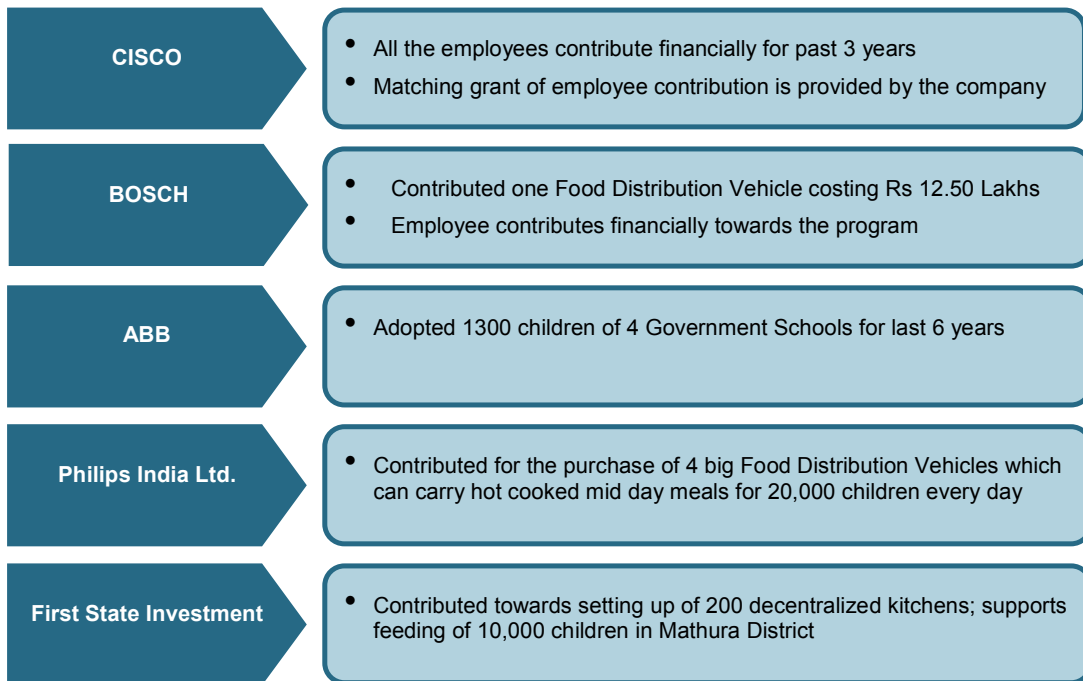 CISCO
• All the employees contribute financially for past 3 years
• Matching grant of employee contribution is provided by the company
BOSCH
• Contributed one Food Distribution Vehicle costing Rs 12.50 Lakhs
• Employee contributes financially towards the program
ABB
• Adopted 1300 children of 4 Government Schools for last 6 years
Philips India Ltd.
• Contributed for the purchase of 4 big Food Distribution Vehicles which
can carry hot cooked mid day meals for 20,000 children every day
First State Investment
• Contributed towards setting up of 200 decentralized kitchens; supports
feeding of 10,000 children in Mathura District